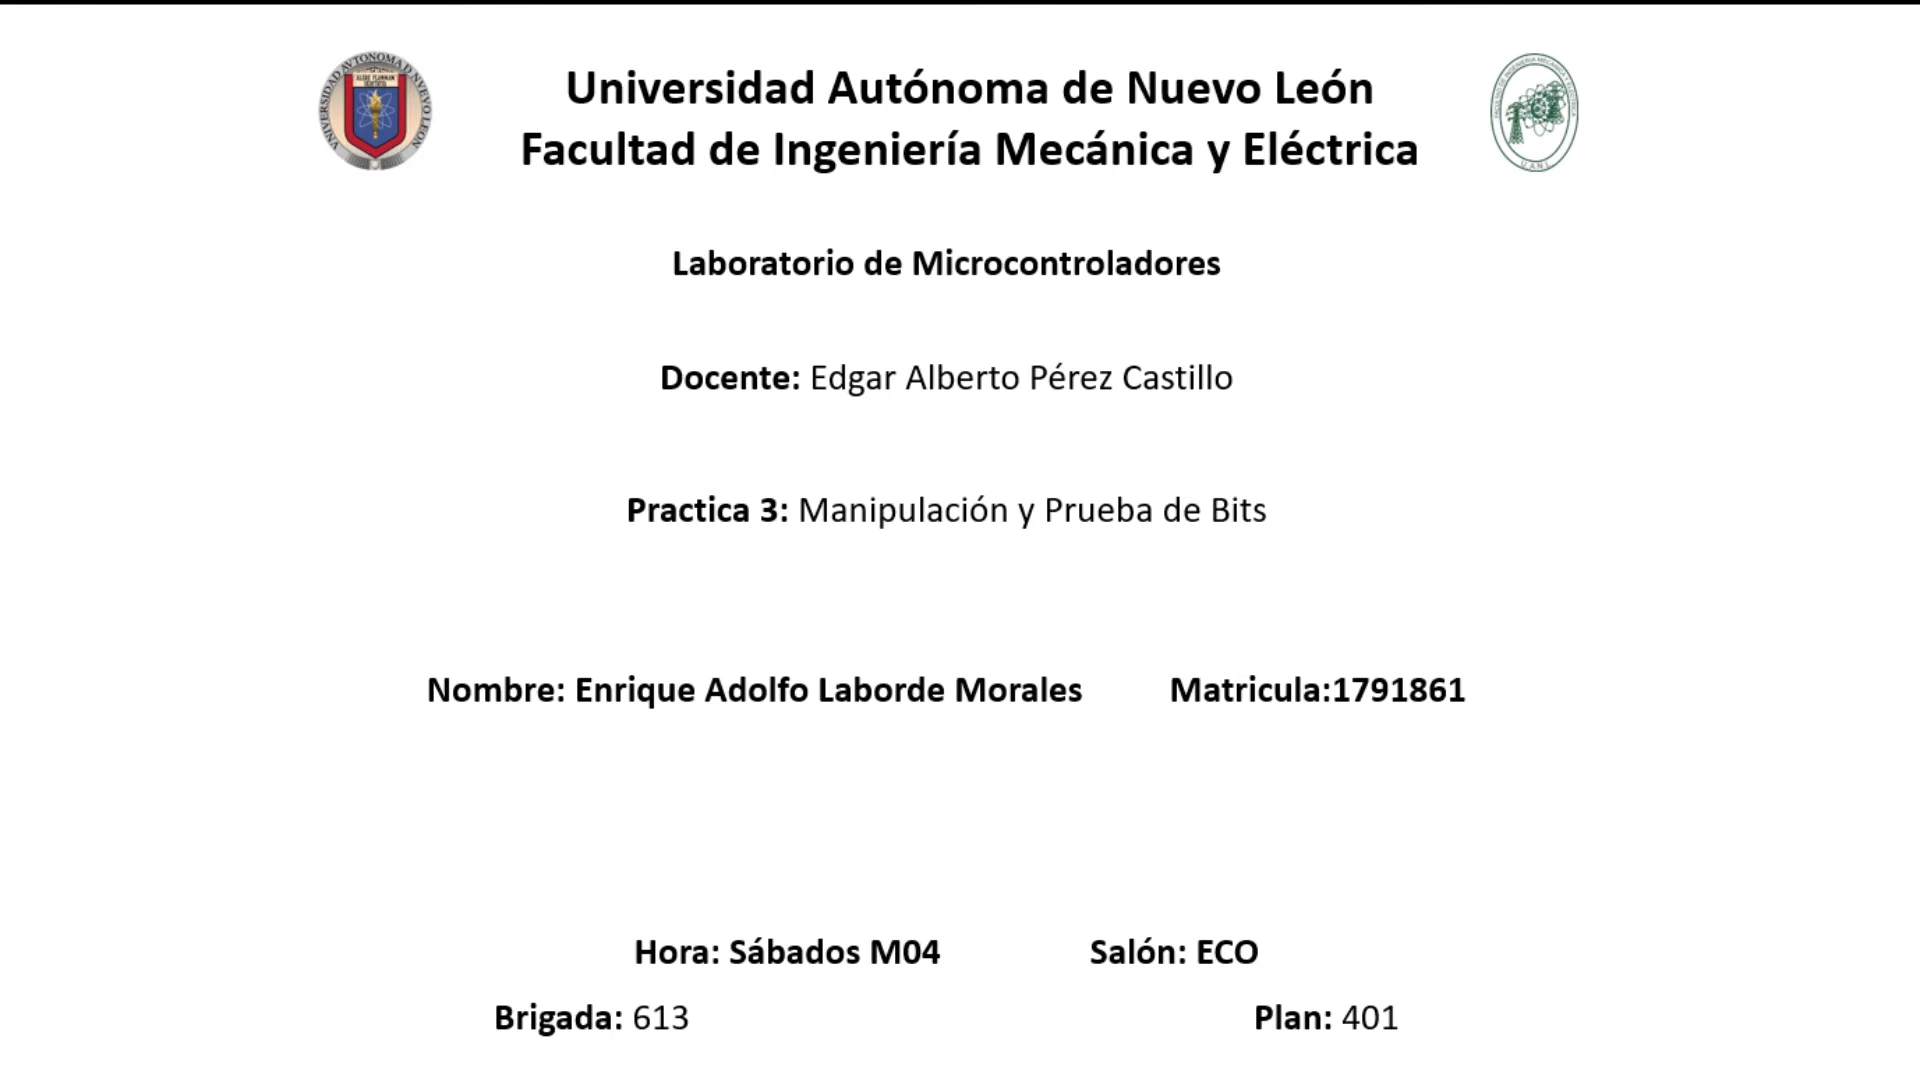 Universidad Autónoma de Nuevo León
Facultad de Ingeniería Mecánica y Eléctrica
Laboratorio de Microcontroladores
Docente: Edgar Alberto Pérez Castillo
Practica 3: Manipulación y Prueba de Bits
Nombre: Enrique Adolfo Laborde Morales Matricula:1791861
Hora: Sábados M04 Salón: ECO
Brigada: 613 Plan: 401